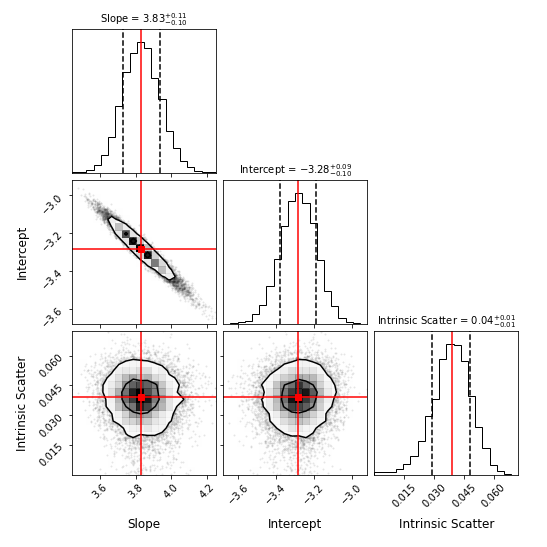 Slope = 3.83+0.11−0.10
Intercept = −3.28+0.09−0.10
Intrinsic Scatter = 0.04+0.01−0.01
Intercept
−3.0
−3.2
−3.4
−3.6
Intrinsic Scatter
0.060
0.045
0.030
0.015
3.6 3.8 4.0 4.2
−3.6 −3.4 −3.2 −3.0
0.015 0.030 0.045 0.060
Slope Intercept Intrinsic Scatter